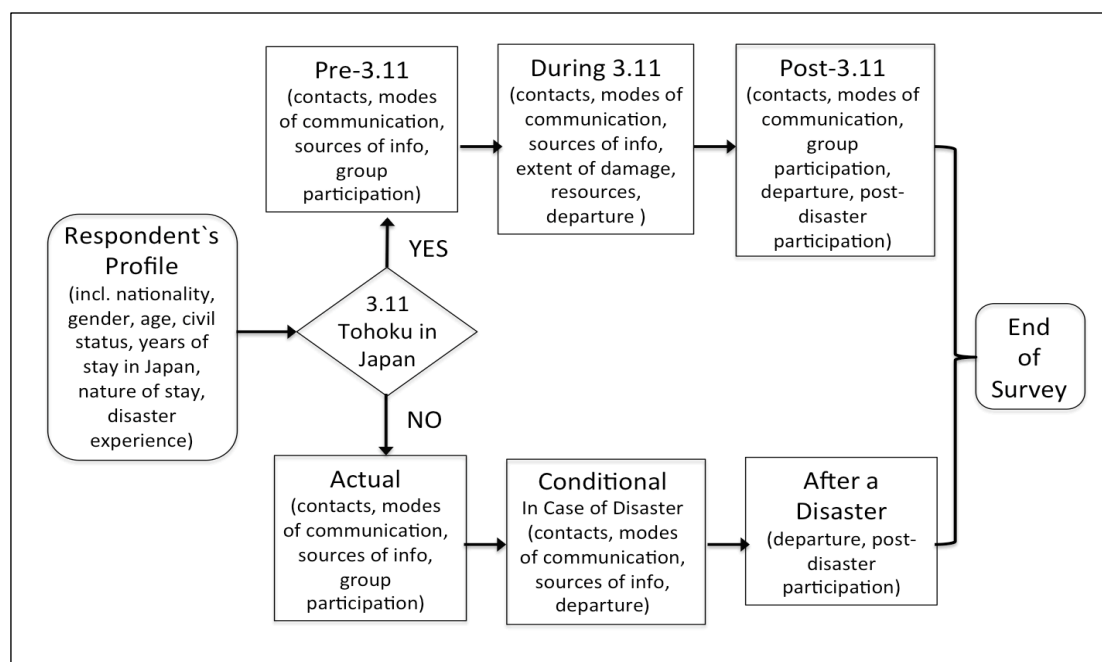 Respondent`s
Profile
(incl. nationality,
gender, age, civil
status, years of
stay in Japan,
nature of stay,
disaster
experience)
3.11
Tohoku in
Japan
YES
Pre-3.11
(contacts, modes
of communication,
sources of info,
group
participation)
During 3.11
(contacts, modes of
communication,
sources of info,
extent of damage,
resources,
departure )
Post-3.11
(contacts, modes of
communication,
group
participation,
departure, post-
disaster
participation)
NO
Actual
(contacts, modes
of communication,
sources of info,
group
participation)
Conditional
In Case of Disaster
(contacts, modes
of communication,
sources of info,
departure)
After a
Disaster
(departure, post-
disaster
participation)
End
of
Survey